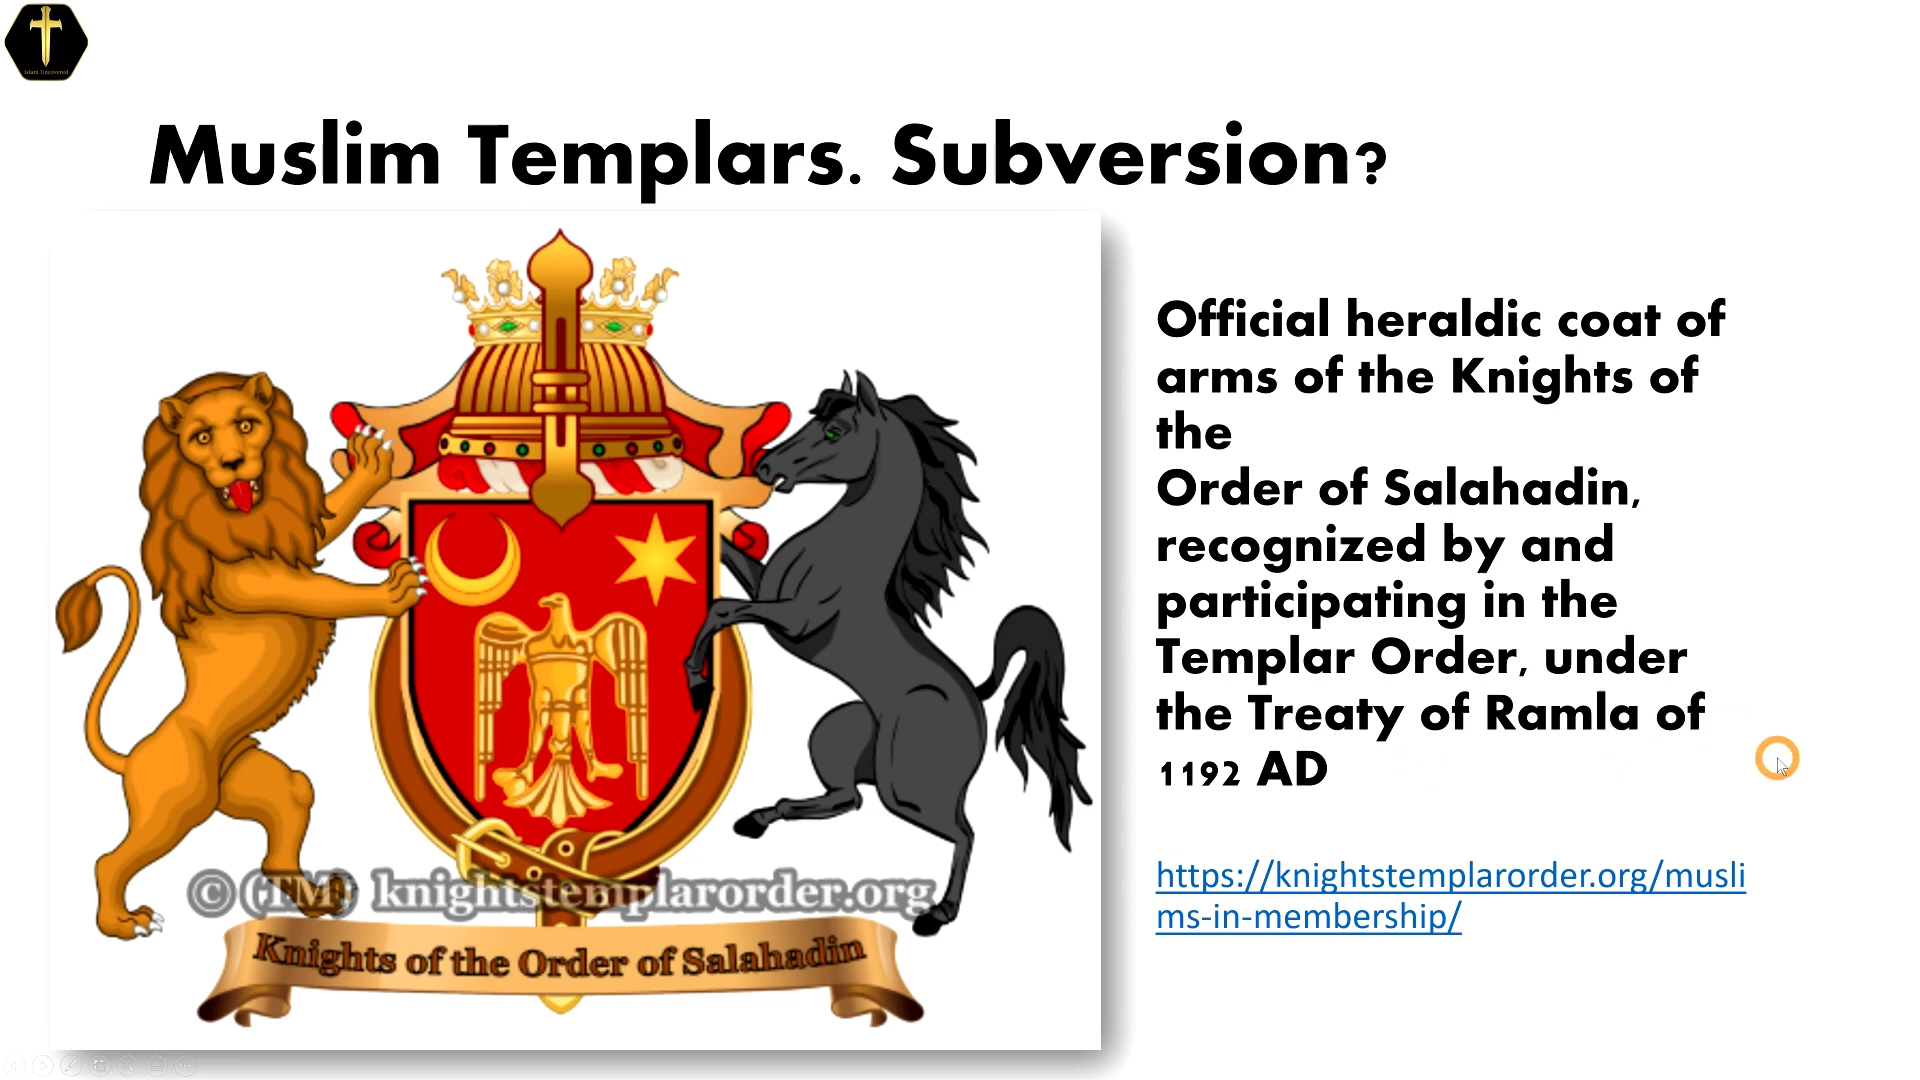 Islam Uncovered
Muslim Templars. Subversion?
Official heraldic coat of
arms of the Knights of
the
Order of Salahadin,
recognized by and
participating in the
Templar Order, under
the Treaty of Ramla of
1192 AD
https://knightstemplarorder.org/musli
ms-in-membership/
© (TM) knightstemplarorder.org
Knights of the Order of Salahadin